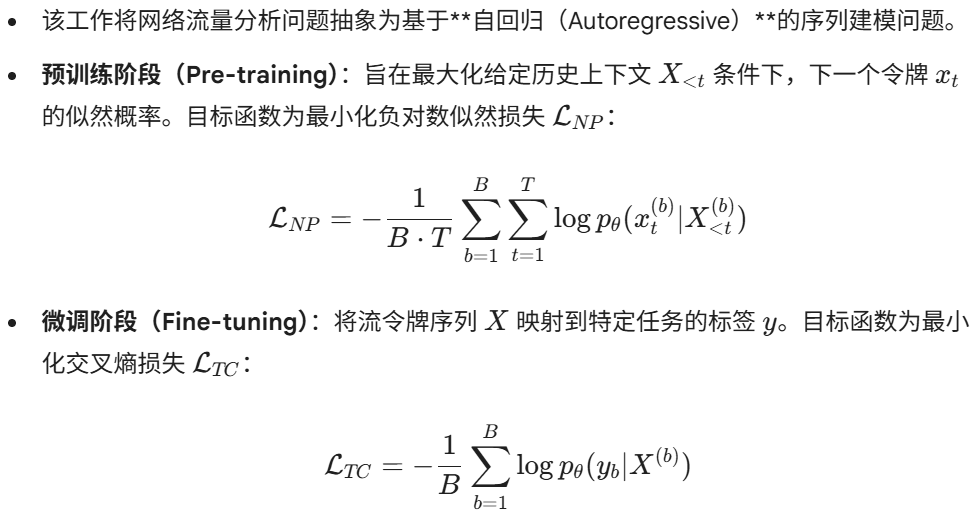 • 该工作将网络流量分析问题抽象为基于**自回归（Autoregressive）**的序列建模问题。
• 预训练阶段（Pre-training）：旨在最大化给定历史上下文 $X_{<t}$ 条件下，下一个令牌 $x_t$
的似然概率。目标函数为最小化负对数似然损失 $\mathcal{L}_{NP}$：
$\mathcal{L}_{NP} = -\frac{1}{B \cdot T} \sum_{b=1}^{B} \sum_{t=1}^{T} \log p_\theta(x_t^{(b)}|X_{<t}^{(b)})$
• 微调阶段（Fine-tuning）：将流令牌序列 $X$ 映射到特定任务的标签 $y$。目标函数为最小
化交叉熵损失 $\mathcal{L}_{TC}$：
$\mathcal{L}_{TC} = -\frac{1}{B} \sum_{b=1}^{B} \log p_\theta(y_b|X^{(b)})$